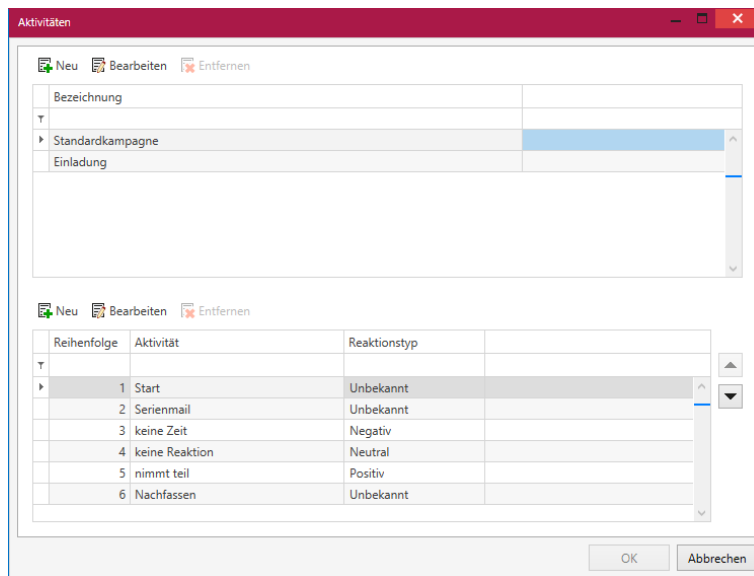 Aktivitäten
Neu Bearbeiten Entfernen
Bezeichnung
Standardkampagne
Einladung
Neu Bearbeiten Entfernen
Reihenfolge Aktivität Reaktionstyp
1 Start Unbekannt
2 Serienmail Unbekannt
3 keine Zeit Negativ
4 keine Reaktion Neutral
5 nimmt teil Positiv
6 Nachfassen Unbekannt
OK Abbrechen